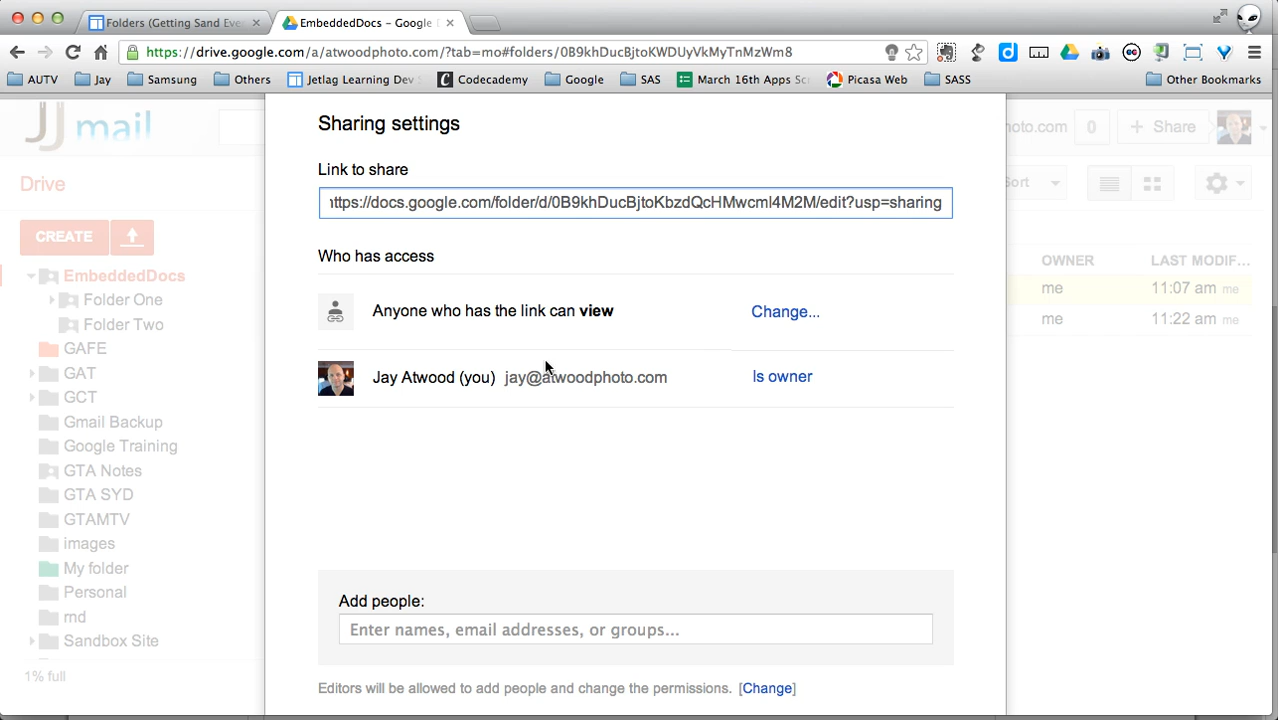 Folders (Getting Sand Eve
EmbeddedDocs – Google
https://drive.google.com/a/atwoodphoto.com/?tab=mo#folders/0B9khDucBjtoKWDUyVkMyTnMzWm8
AUTV Jay Samsung Others Jetlag Learning Dev Codecademy Google SAS March 16th Apps Sc Picasa Web SASS Other Bookmarks
JJ mail
Sharing settings
oto.com 0 + Share
Link to share
Drive
Sort
ttps://docs.google.com/folder/d/0B9khDucBjtoKbzdQcHMwcml4M2M/edit?usp=sharing
CREATE
Who has access
OWNER LAST MODIF...
EmbeddedDocs
me 11:07 am me
Folder One
Anyone who has the link can view Change...
me 11:22 am me
Folder Two
GAFE
GAT
Jay Atwood (you) jay@atwoodphoto.com Is owner
GCT
Gmail Backup
Google Training
GTA Notes
GTA SYD
GTAMTV
images
My folder
Personal
Add people:
rnd
Enter names, email addresses, or groups...
Sandbox Site
1% full
Editors will be allowed to add people and change the permissions. [Change]